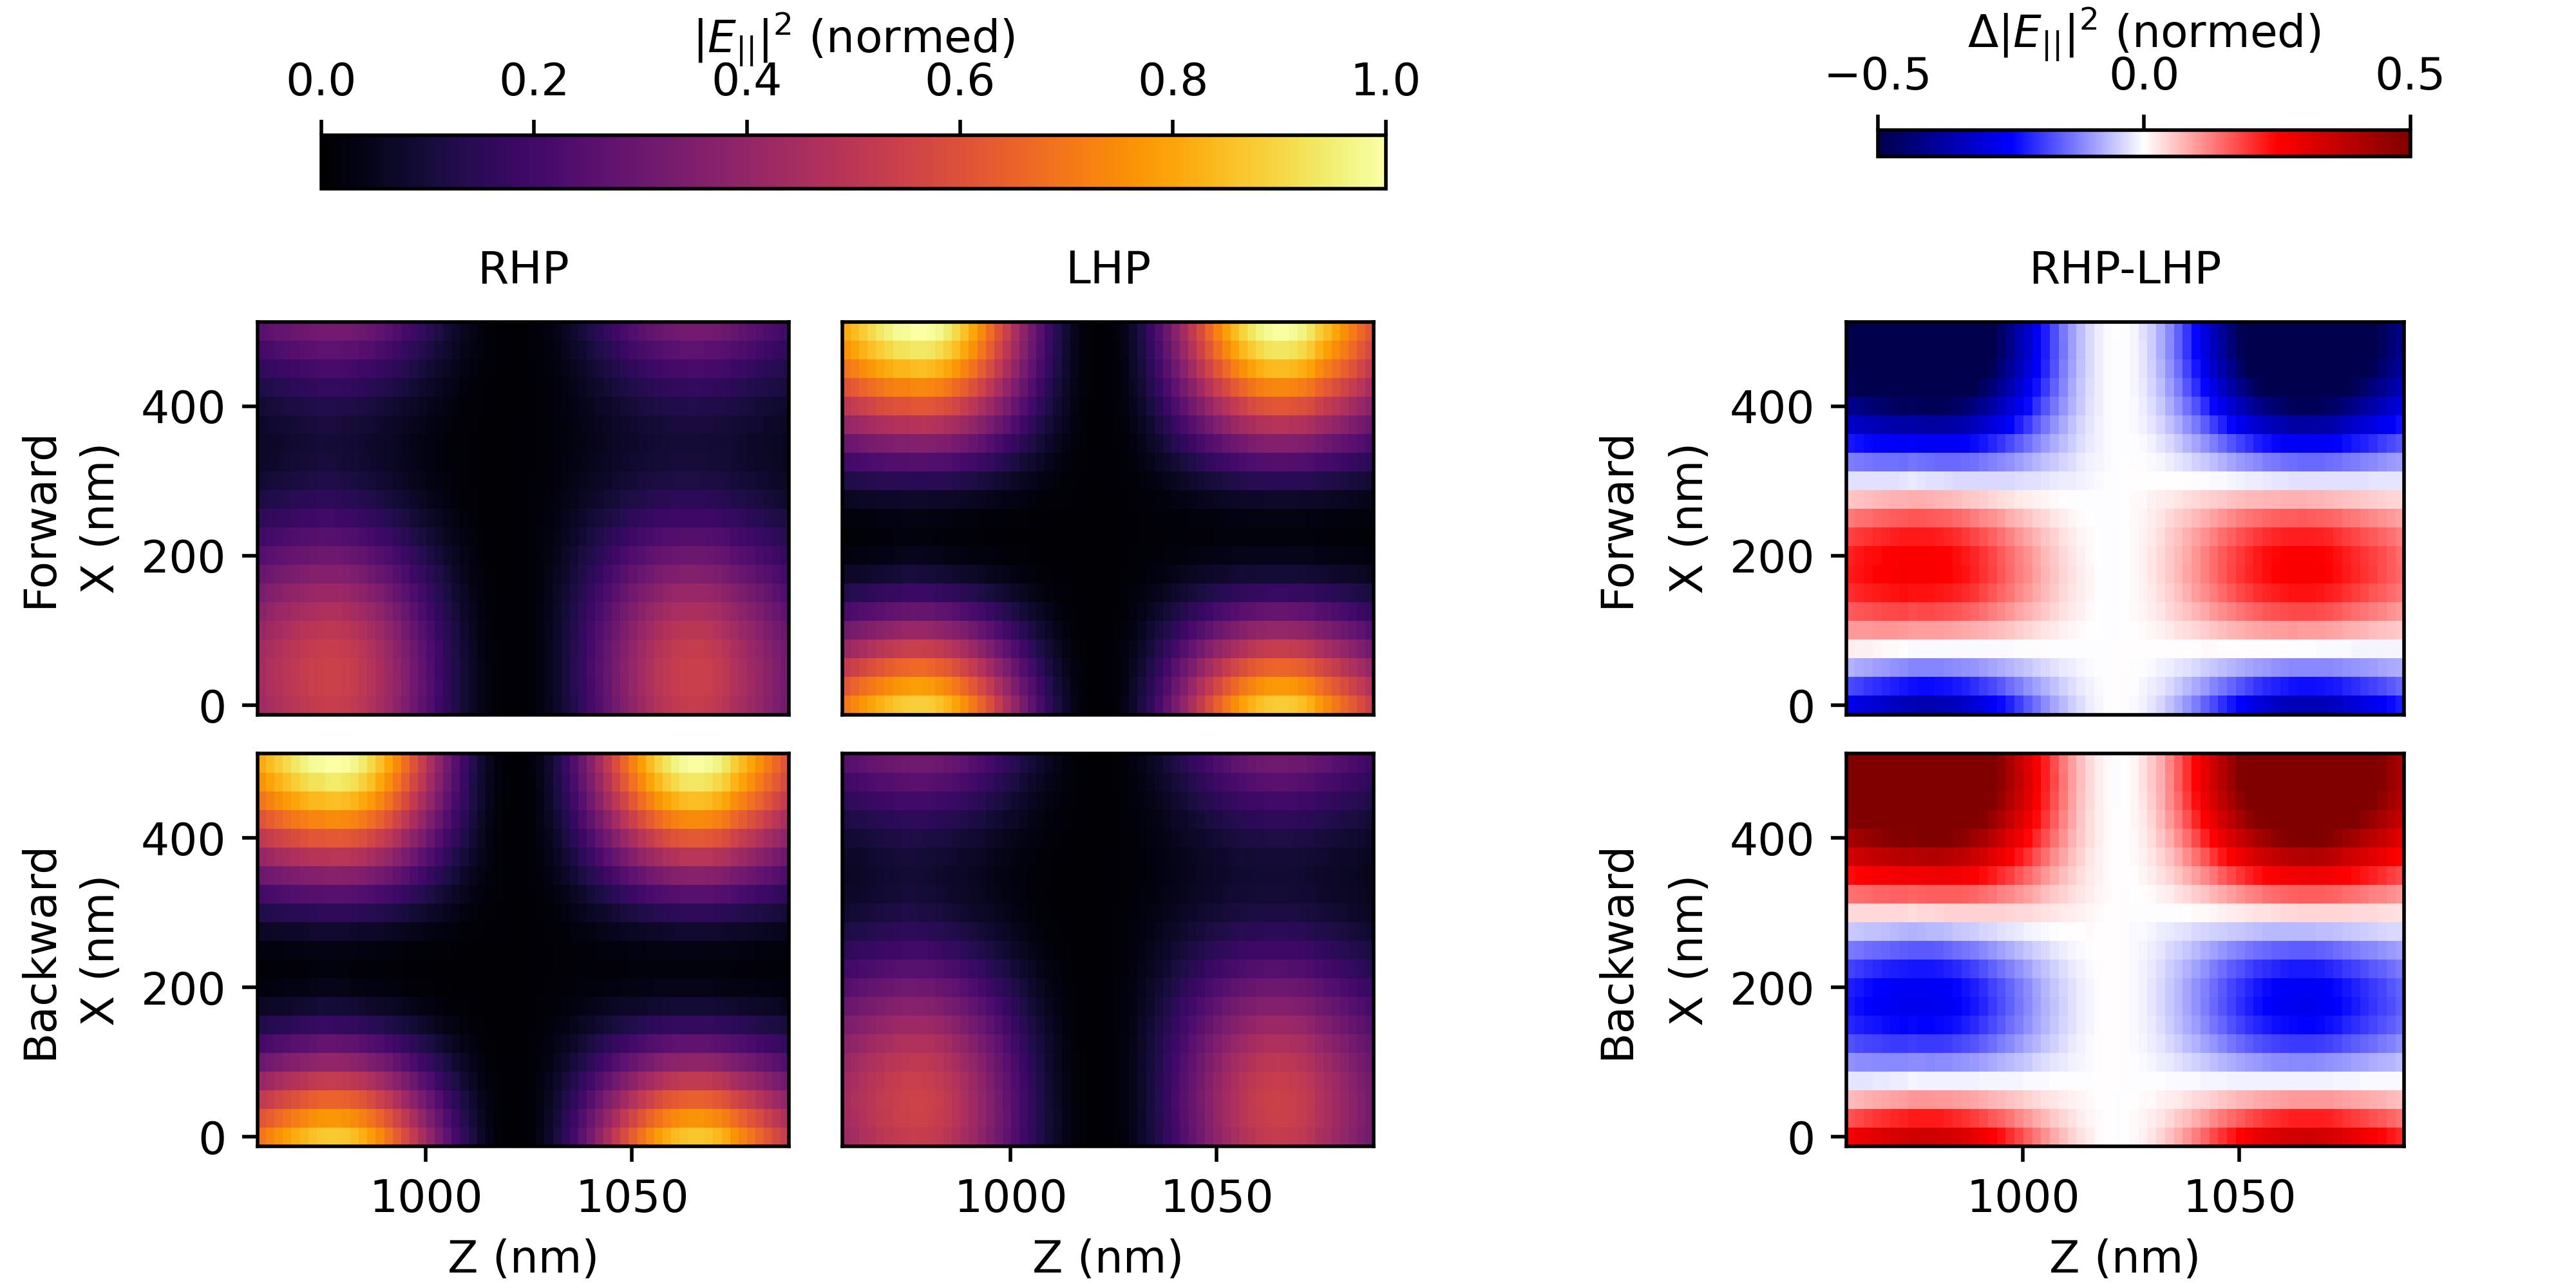 |E_{||}|² (normed)
0.0 0.2 0.4 0.6 0.8 1.0
Δ|E_{||}|² (normed)
−0.5 0.0 0.5
RHP
LHP
RHP-LHP
Forward
X (nm)
400
200
0
Forward
X (nm)
400
200
0
Backward
X (nm)
400
200
0
Backward
X (nm)
400
200
0
1000 1050
Z (nm)
1000 1050
Z (nm)
1000 1050
Z (nm)